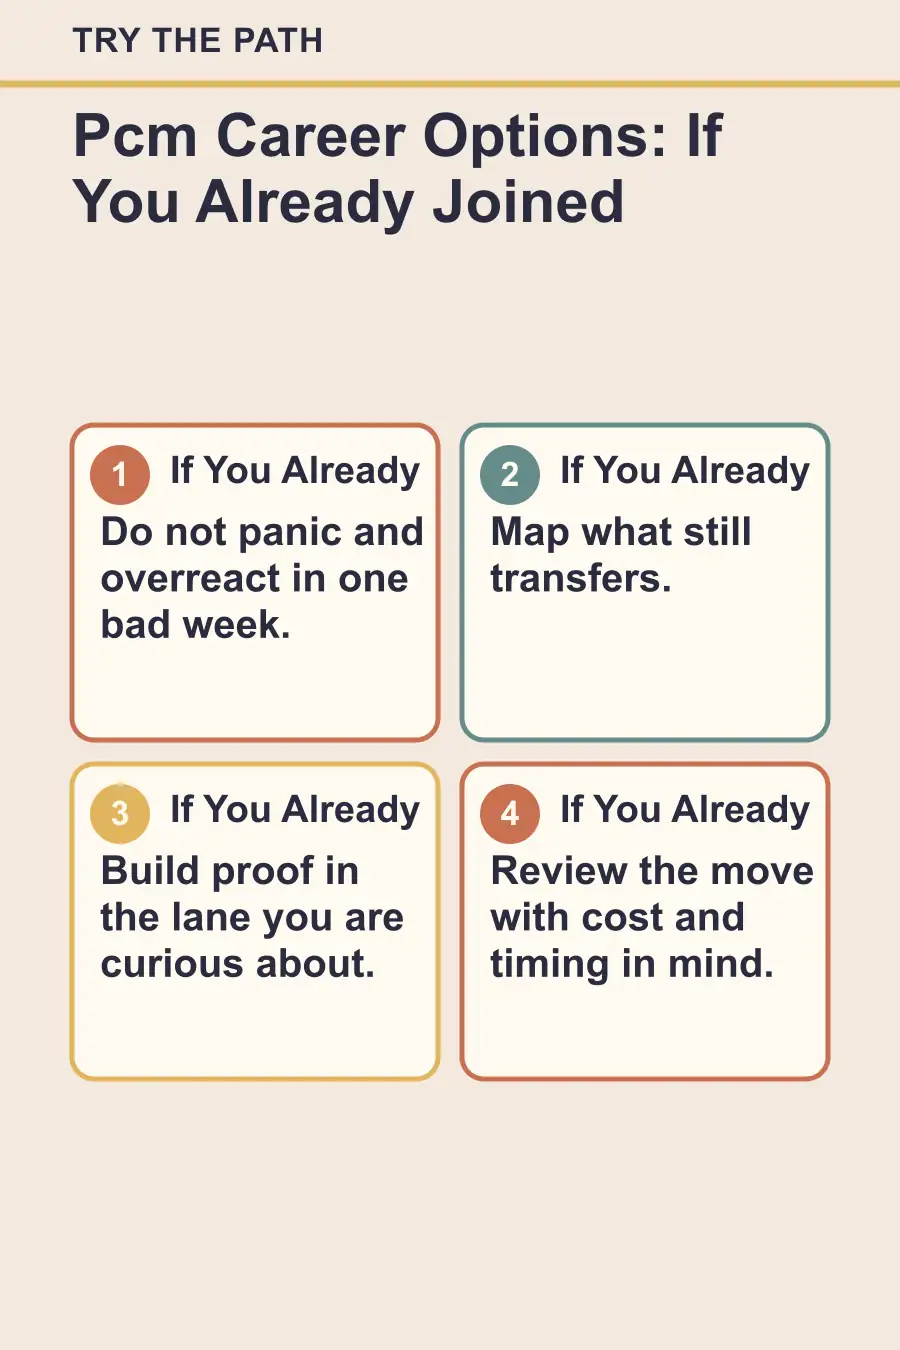 TRY THE PATH
Pcm Career Options: If
You Already Joined
1 If You Already
Do not panic and
overreact in one
bad week.
2 If You Already
Map what still
transfers.
3 If You Already
Build proof in
the lane you are
curious about.
4 If You Already
Review the move
with cost and
timing in mind.